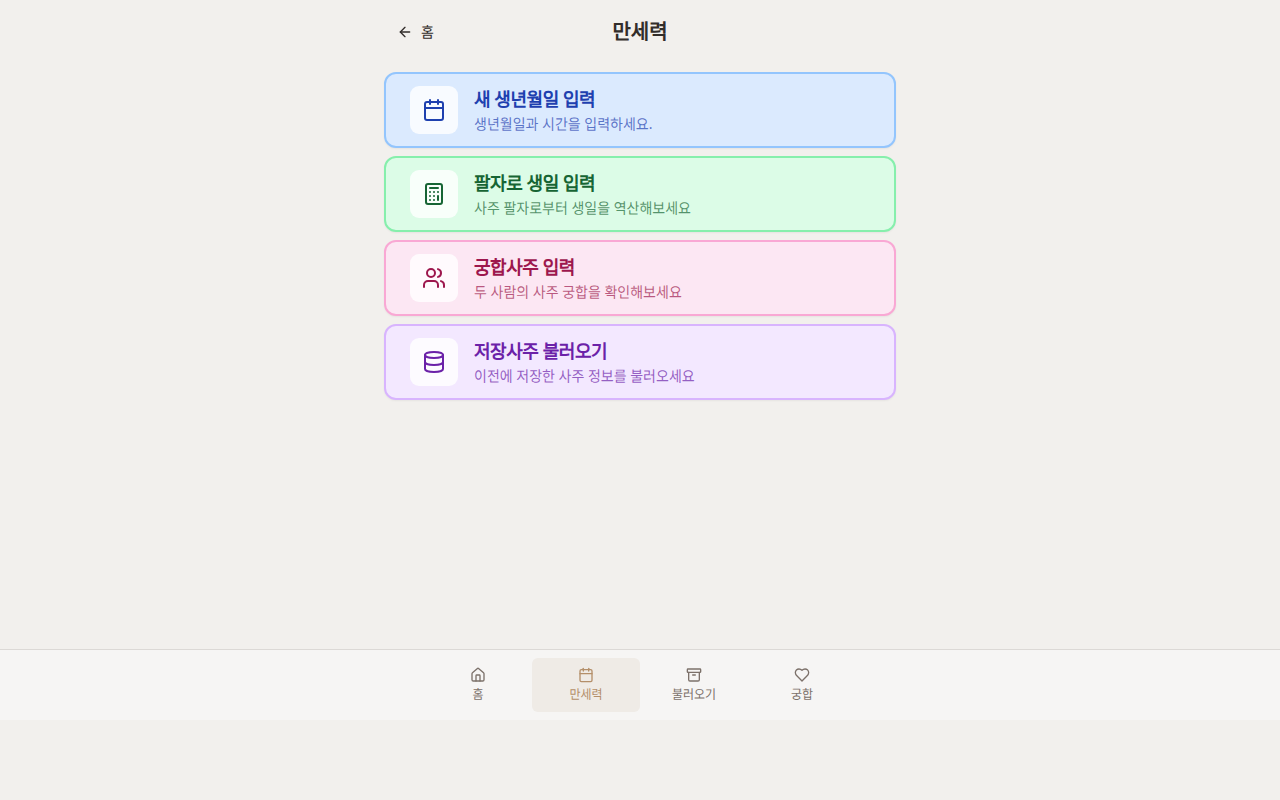 홈
만세력
새 생년월일 입력
생년월일과 시간을 입력하세요.
팔자로 생일 입력
사주 팔자로부터 생일을 역산해보세요
궁합사주 입력
두 사람의 사주 궁합을 확인해보세요
저장사주 불러오기
이전에 저장한 사주 정보를 불러오세요
홈
만세력
불러오기
궁합